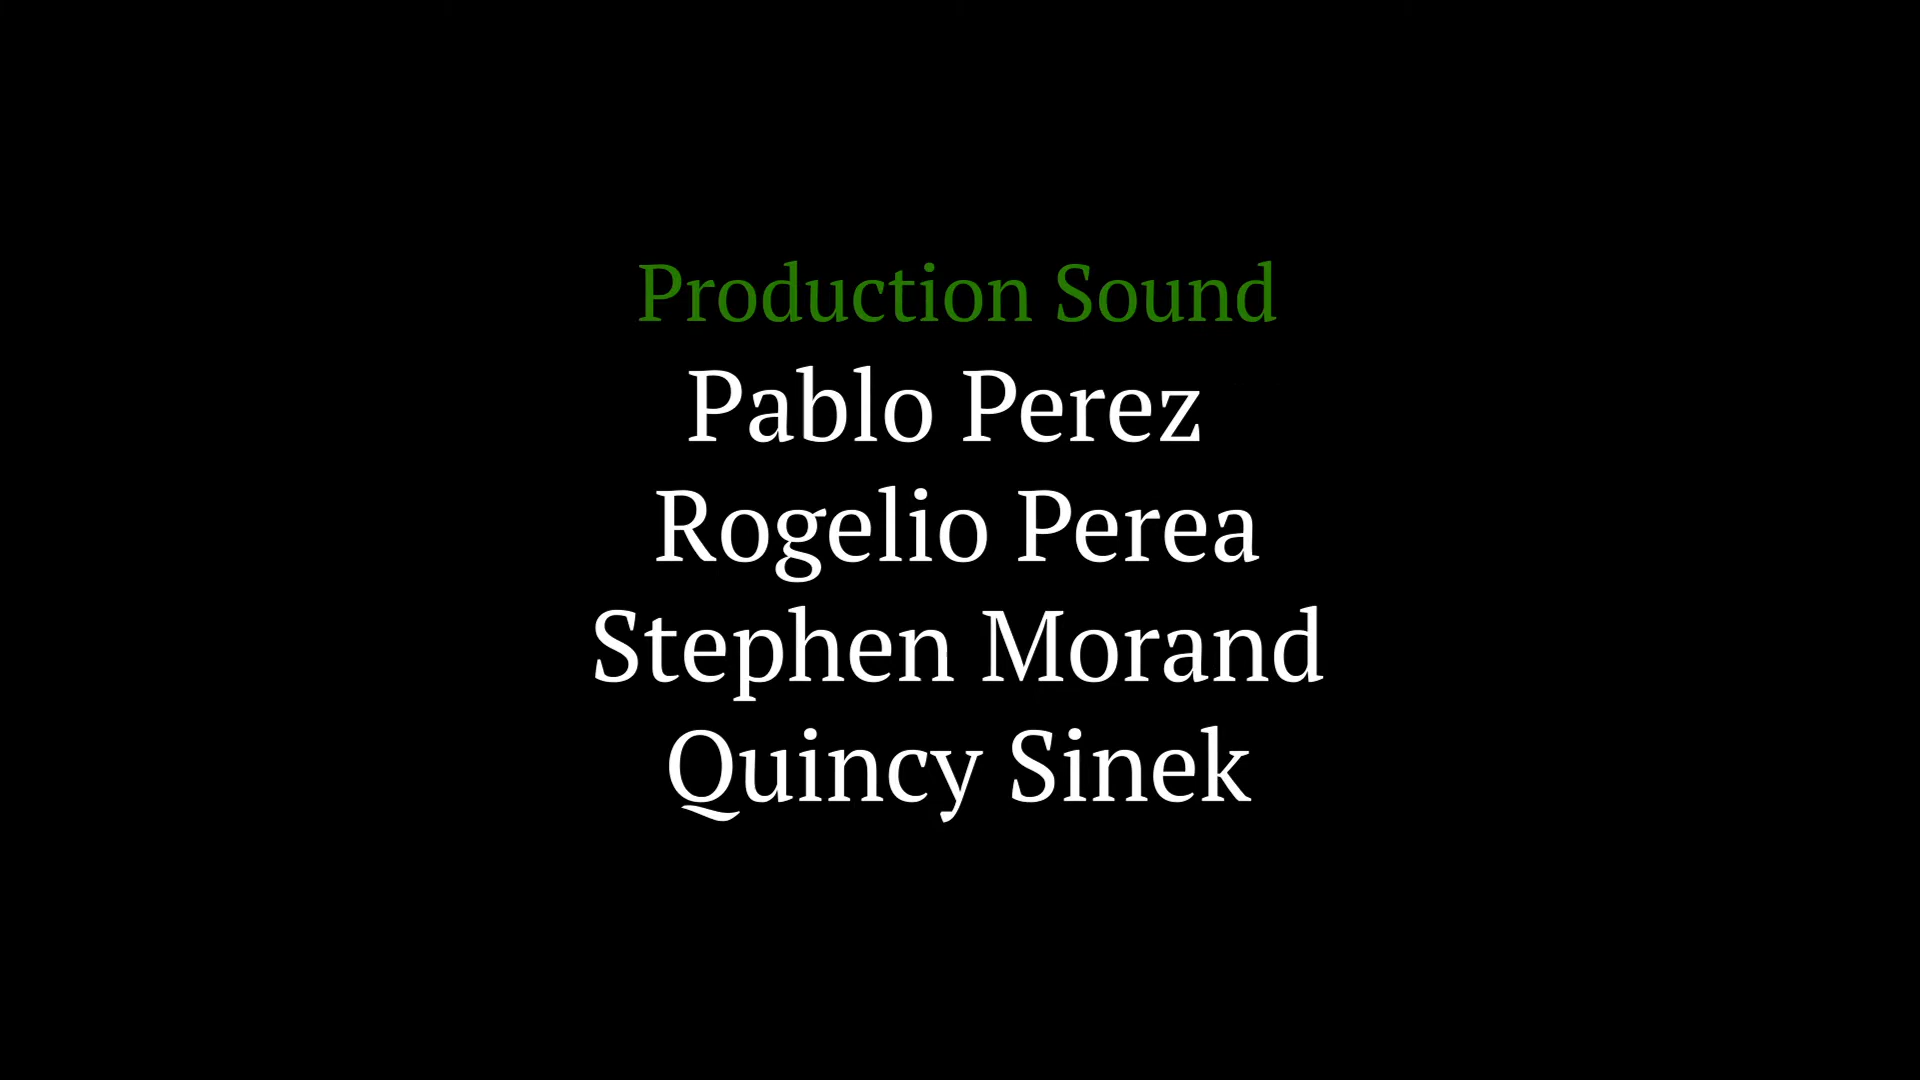 Production Sound
Pablo Perez
Rogelio Perea
Stephen Morand
Quincy Sinek